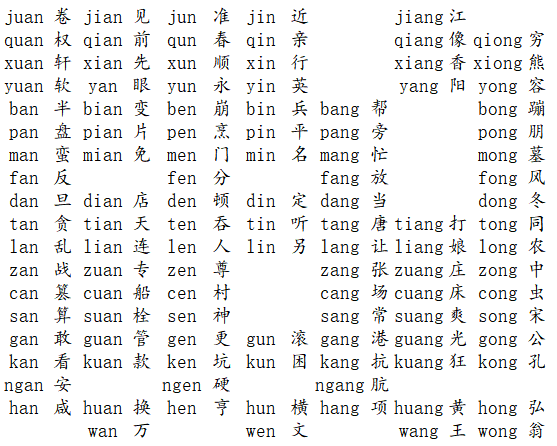 juan 卷 jian 见 jun 准 jin 近 jiang 江
quan 权 qian 前 qun 春 qin 亲 qiang 像 qiong 穷
xuan 轩 xian 先 xun 顺 xin 行 xiang 香 xiong 熊
yuan 软 yan 眼 yun 永 yin 英 yang 阳 yong 容
ban 半 bian 变 ben 崩 bin 兵 bang 帮 bong 蹦
pan 盘 pian 片 pen 烹 pin 平 pang 旁 pong 朋
man 蛮 mian 免 men 门 min 名 mang 忙 mong 墓
fan 反 fen 分 fang 放 fong 风
dan 旦 dian 店 den 顿 din 定 dang 当 dong 冬
tan 贪 tian 天 ten 吞 tin 听 tang 唐 tiang 打 tong 同
lan 乱 lian 连 len 人 lin 另 lang 让 liang 娘 long 农
zan 战 zuan 专 zen 尊 zang 张 zuang 庄 zong 中
can 篡 cuan 船 cen 村 cang 场 cuang 床 cong 虫
san 算 suan 栓 sen 神 sang 常 suang 爽 song 宋
gan 敢 guan 管 gen 更 gun 滚 gang 港 guang 光 gong 公
kan 看 kuan 款 ken 坑 kun 困 kang 抗 kuang 狂 kong 孔
ngan 安 ngen 硬 ngang 肮
han 咸 huan 换 hen 亨 hun 横 hang 项 huang 黄 hong 弘
wan 万 wen 文 wang 王 wong 翁